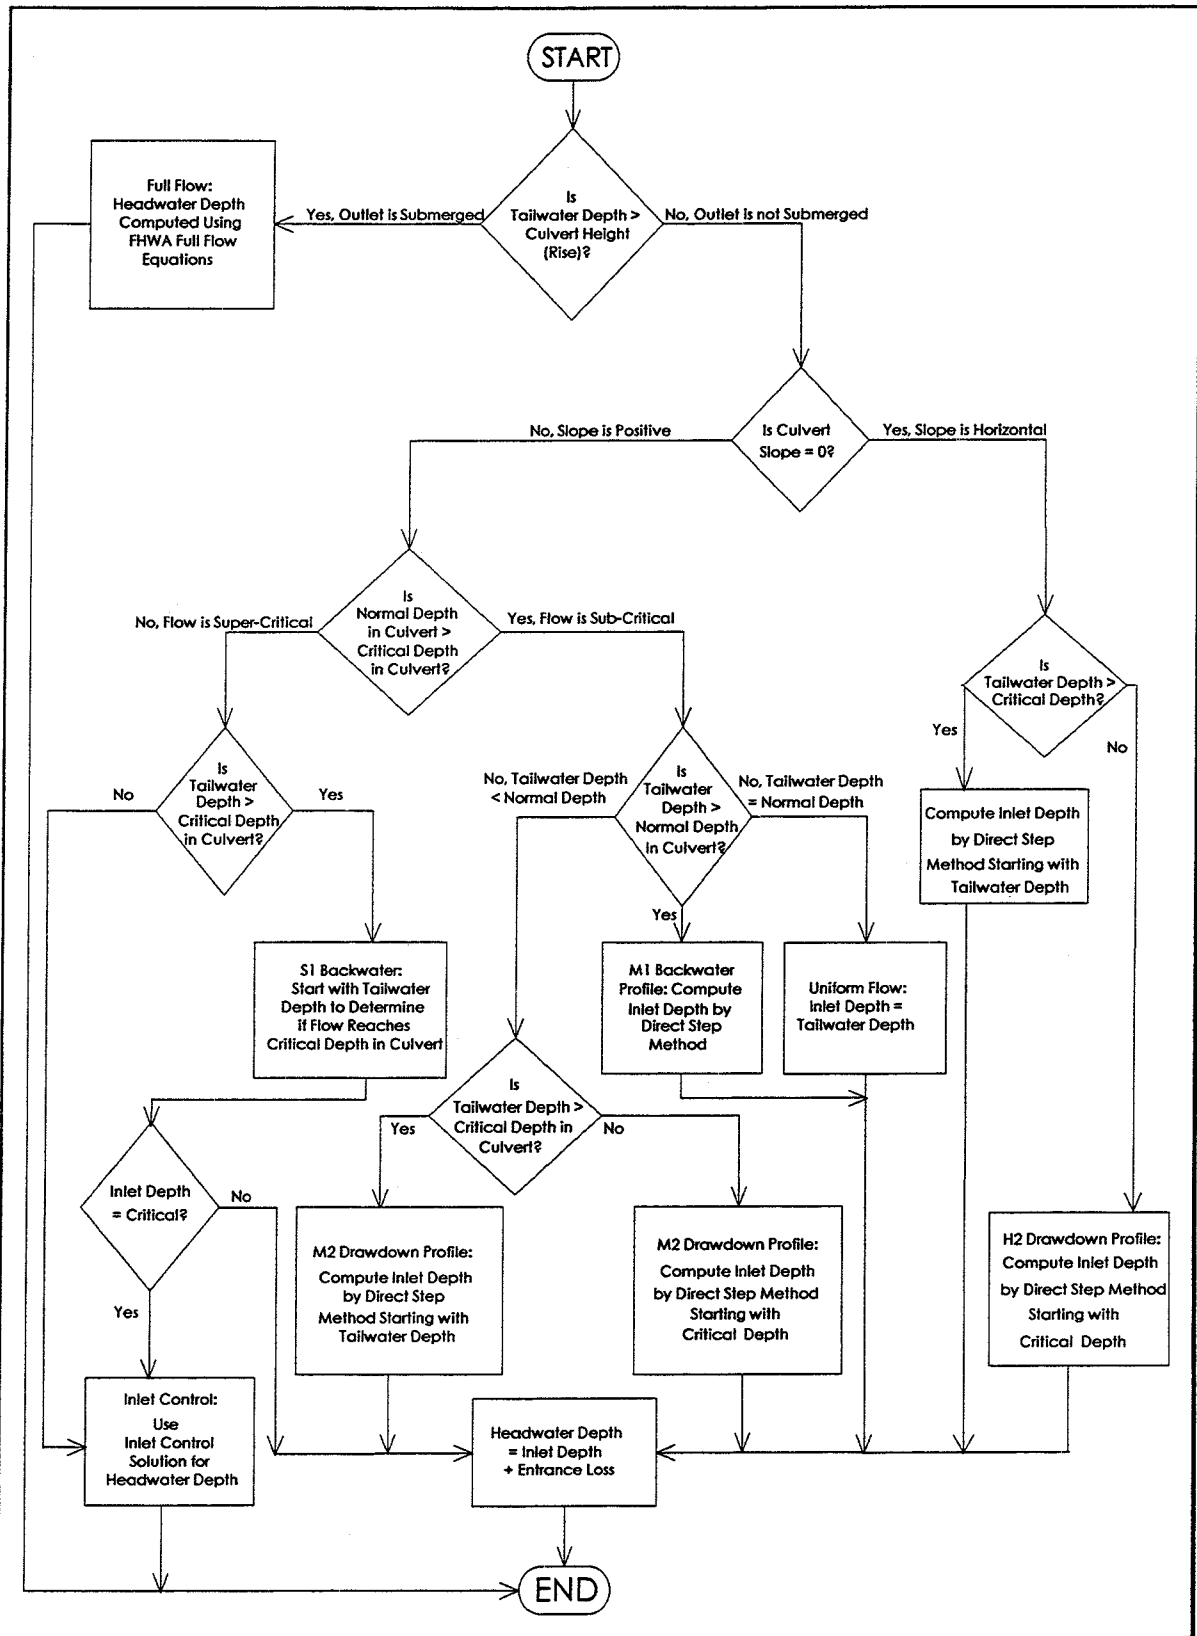 START
Is
Tailwater Depth >
Culvert Height
(Rise)?
Yes, Outlet is Submerged
No, Outlet is not Submerged
Full Flow:
Headwater Depth
Computed Using
FHWA Full Flow
Equations
Is Culvert
Slope = 0?
No, Slope is Positive
Yes, Slope is Horizontal
Is
Normal Depth
in Culvert >
Critical Depth
in Culvert?
No, Flow is Super-Critical
Yes, Flow is Sub-Critical
Is
Tailwater Depth >
Critical Depth?
Yes
No
Is
Tailwater
Depth >
Critical Depth
in Culvert?
No
Yes
Is
Tailwater
Depth >
Normal Depth
in Culvert?
No, Tailwater Depth
< Normal Depth
No, Tailwater Depth
= Normal Depth
Yes
Compute Inlet Depth
by Direct Step
Method Starting with
Tailwater Depth
S1 Backwater:
Start with Tailwater
Depth to Determine
if Flow Reaches
Critical Depth in Culvert
M1 Backwater
Profile: Compute
Inlet Depth by
Direct Step
Method
Uniform Flow:
Inlet Depth =
Tailwater Depth
Is
Tailwater Depth >
Critical Depth in
Culvert?
Yes
No
Inlet Depth
= Critical?
No
Yes
M2 Drawdown Profile:
Compute Inlet Depth
by Direct Step
Method Starting with
Tailwater Depth
M2 Drawdown Profile:
Compute Inlet Depth
by Direct Step Method
Starting with
Critical Depth
H2 Drawdown Profile:
Compute Inlet Depth
by Direct Step Method
Starting with
Critical Depth
Inlet Control:
Use
Inlet Control
Solution for
Headwater Depth
Headwater Depth
= Inlet Depth
+ Entrance Loss
END